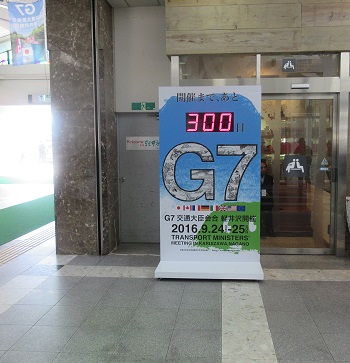 G7
開催まで、あと
300日
G7
G7 交通大臣会合 軽井沢開催
2016.9.24-25
TRANSPORT MINISTERS'
MEETING in KARUIZAWA, NAGANO